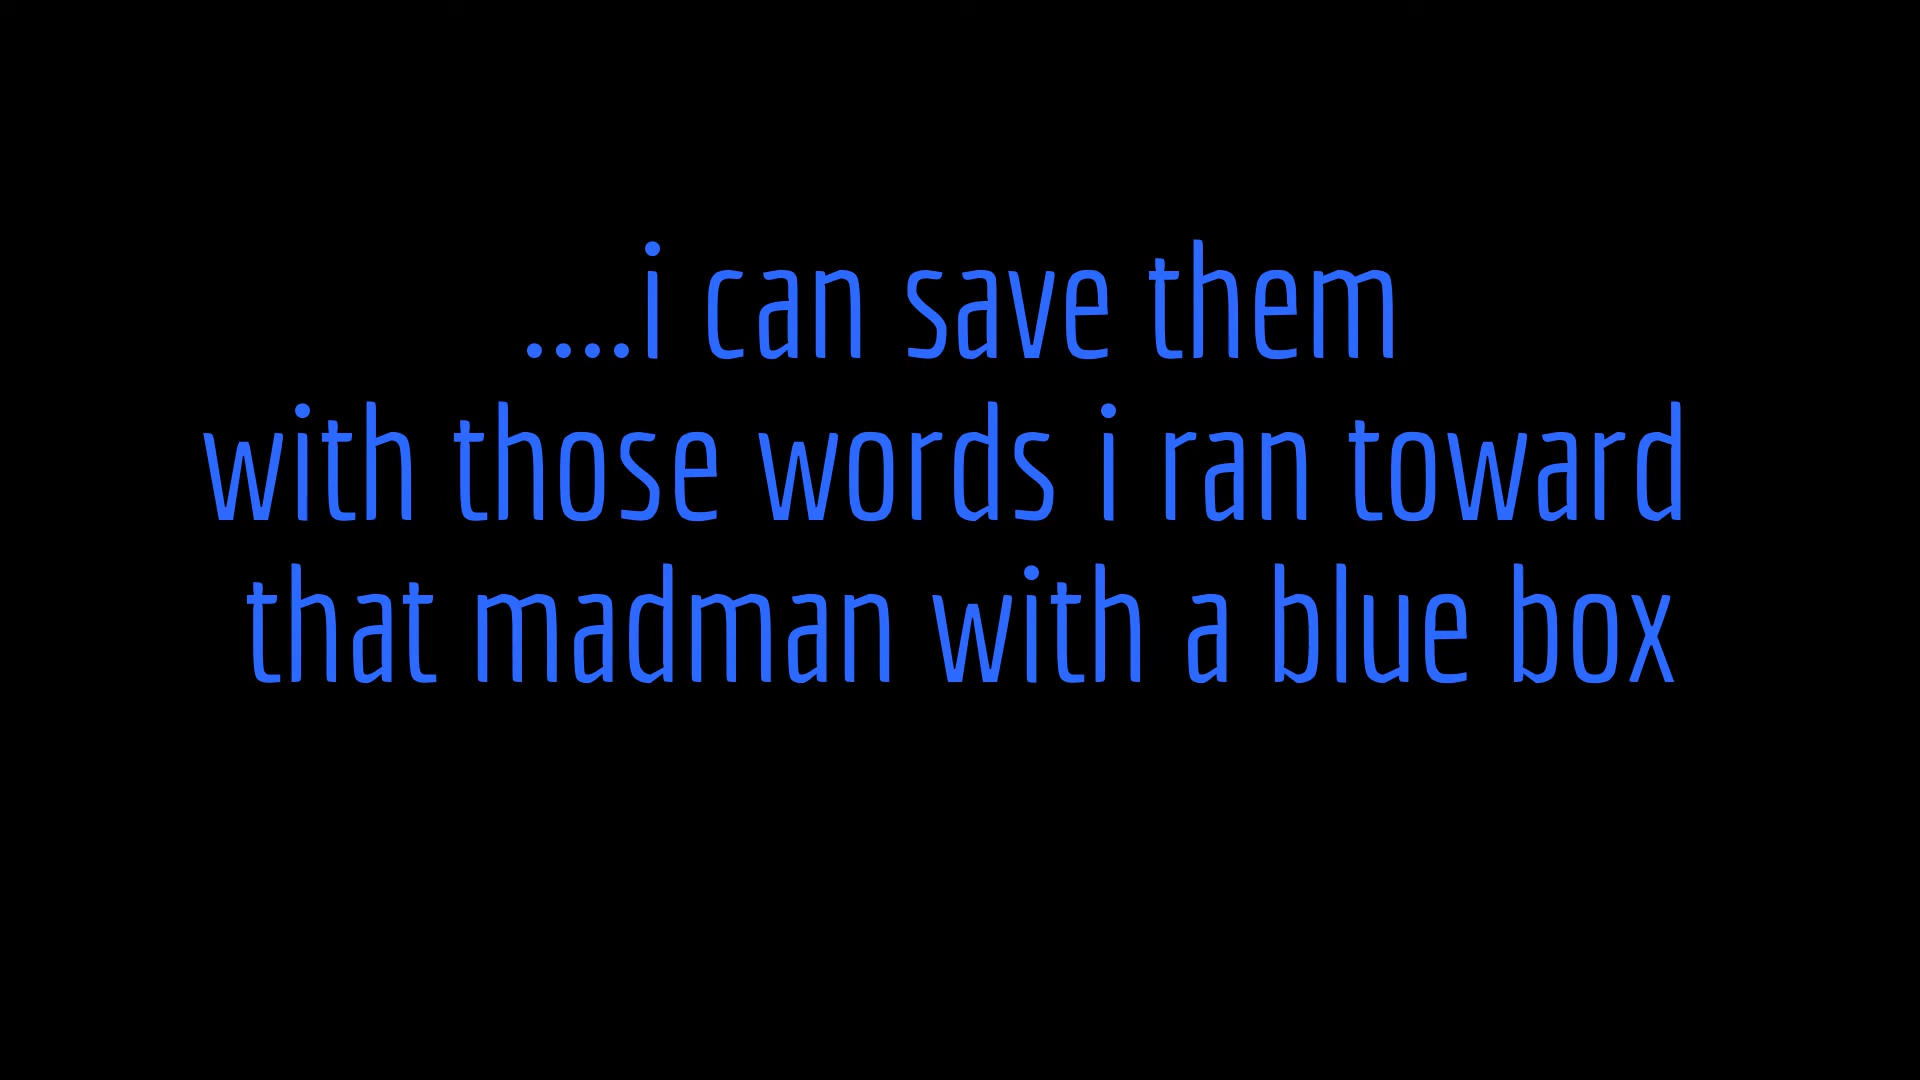 ....i can save them
with those words i ran toward
that madman with a blue box